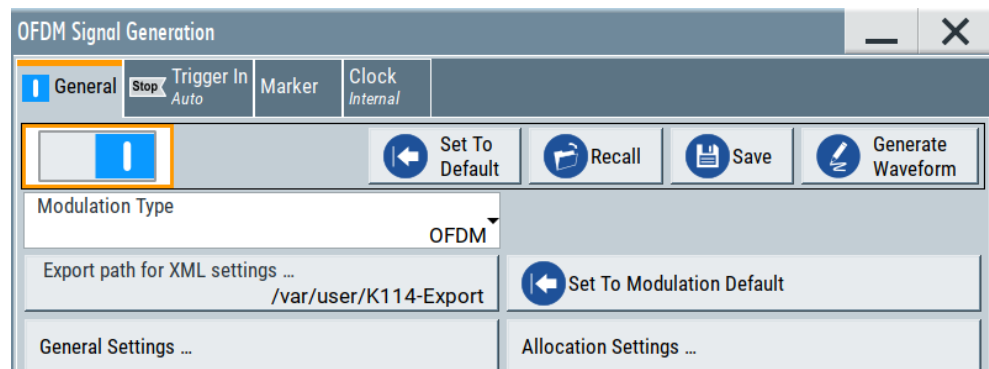 OFDM Signal Generation
General Stop Trigger In Marker Clock
Auto Internal
Set To Recall Save Generate
Default Waveform
Modulation Type
OFDM
Export path for XML settings ...
/var/user/K114-Export Set To Modulation Default
General Settings ... Allocation Settings ...